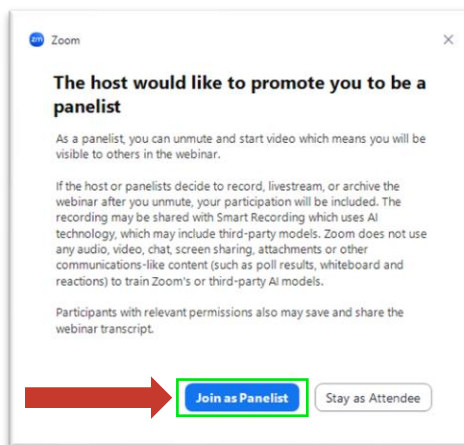 zm Zoom
The host would like to promote you to be a
panelist
As a panelist, you can unmute and start video which means you will be
visible to others in the webinar.
If the host or panelists decide to record, livestream, or archive the
webinar after you unmute, your participation will be included. The
recording may be shared with Smart Recording which uses AI
technology, which may include third-party models. Zoom does not use
any audio, video, chat, screen sharing, attachments or other
communications-like content (such as poll results, whiteboard and
reactions) to train Zoom's or third-party AI models.
Participants with relevant permissions also may save and share the
webinar transcript.
Join as Panelist Stay as Attendee